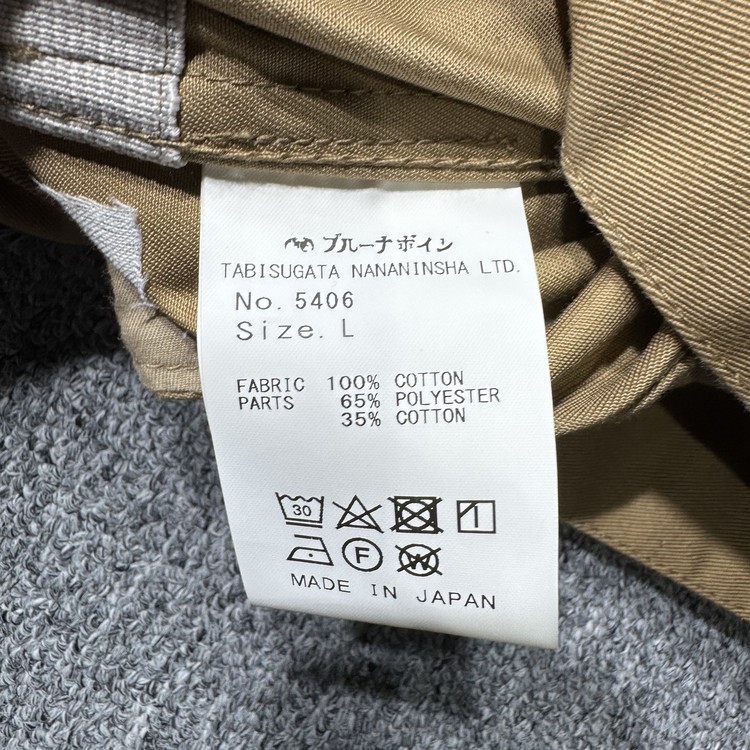 ブルーナボイン
TABISUGATA NANANINSHA LTD.
No. 5406
Size. L
FABRIC 100% COTTON
PARTS 65% POLYESTER
35% COTTON
30
F W
MADE IN JAPAN